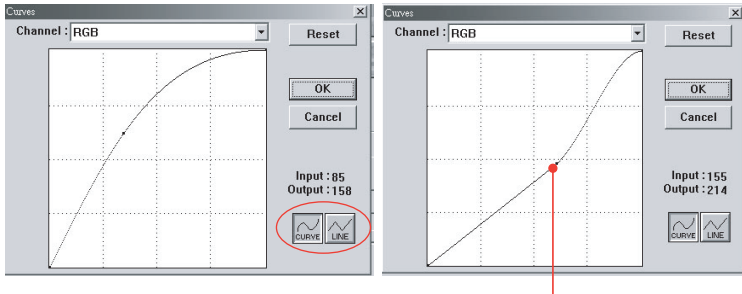 Curves
Channel : RGB
Reset
OK
Cancel
Input : 85
Output : 158
CURVE
LINE
Curves
Channel : RGB
Reset
OK
Cancel
Input : 155
Output : 214
CURVE
LINE